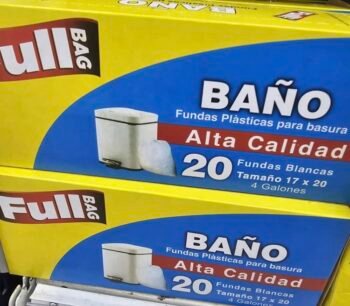 Full
BAG
BAÑO
Fundas Plásticas para basura
Alta Calidad
20
Fundas Blancas
Tamaño 17 x 20
4 Galones
Full
BAG
BAÑO
Fundas Plásticas para basura
Alta Calidad
20
Fundas Blancas
Tamaño 17 x 20
4 Galones